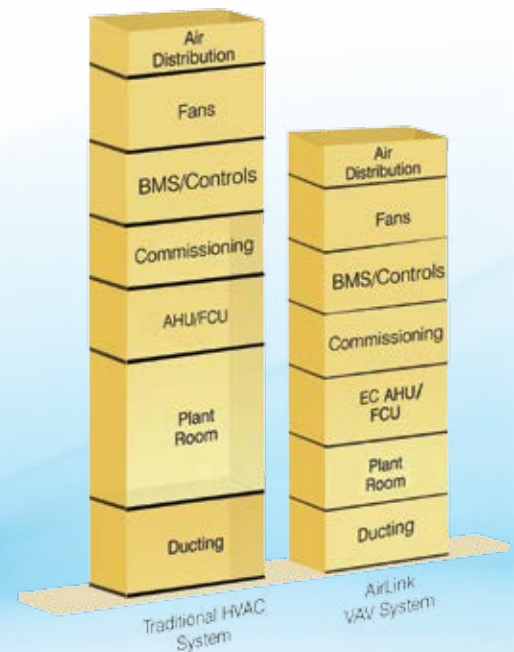 Air
Distribution
Fans
BMS/Controls
Commissioning
AHU/FCU
Plant
Room
Ducting
Traditional HVAC
System
Air
Distribution
Fans
BMS/Controls
Commissioning
EC AHU/
FCU
Plant
Room
Ducting
AirLink
VAV System